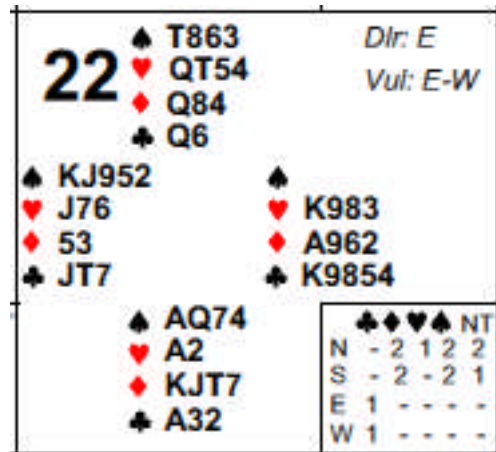 22
Dlr: E
Vul: E-W
♠ T863
♥ QT54
♦ Q84
♣ Q6
♠ KJ952
♥ J76
♦ 53
♣ JT7
♠
♥ K983
♦ A962
♣ K9854
♠ AQ74
♥ A2
♦ KJT7
♣ A32
♣ ♦ ♥ ♠ NT
N - 2 1 2 2
S - 2 - 2 1
E 1 - - - -
W 1 - - - -